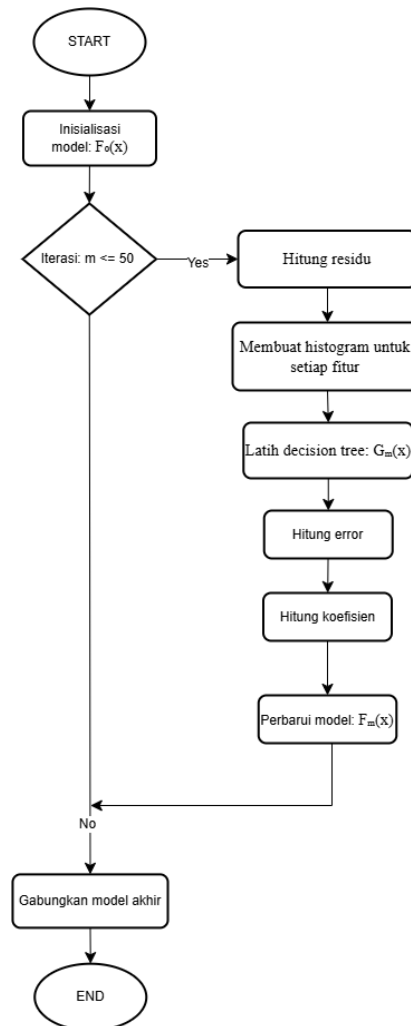 START
Inisialisasi
model: F₀(x)
Iterasi: m <= 50
Yes
Hitung residu
Membuat histogram untuk
setiap fitur
Latih decision tree: Gₘ(x)
Hitung error
Hitung koefisien
Perbarui model: Fₘ(x)
No
Gabungkan model akhir
END